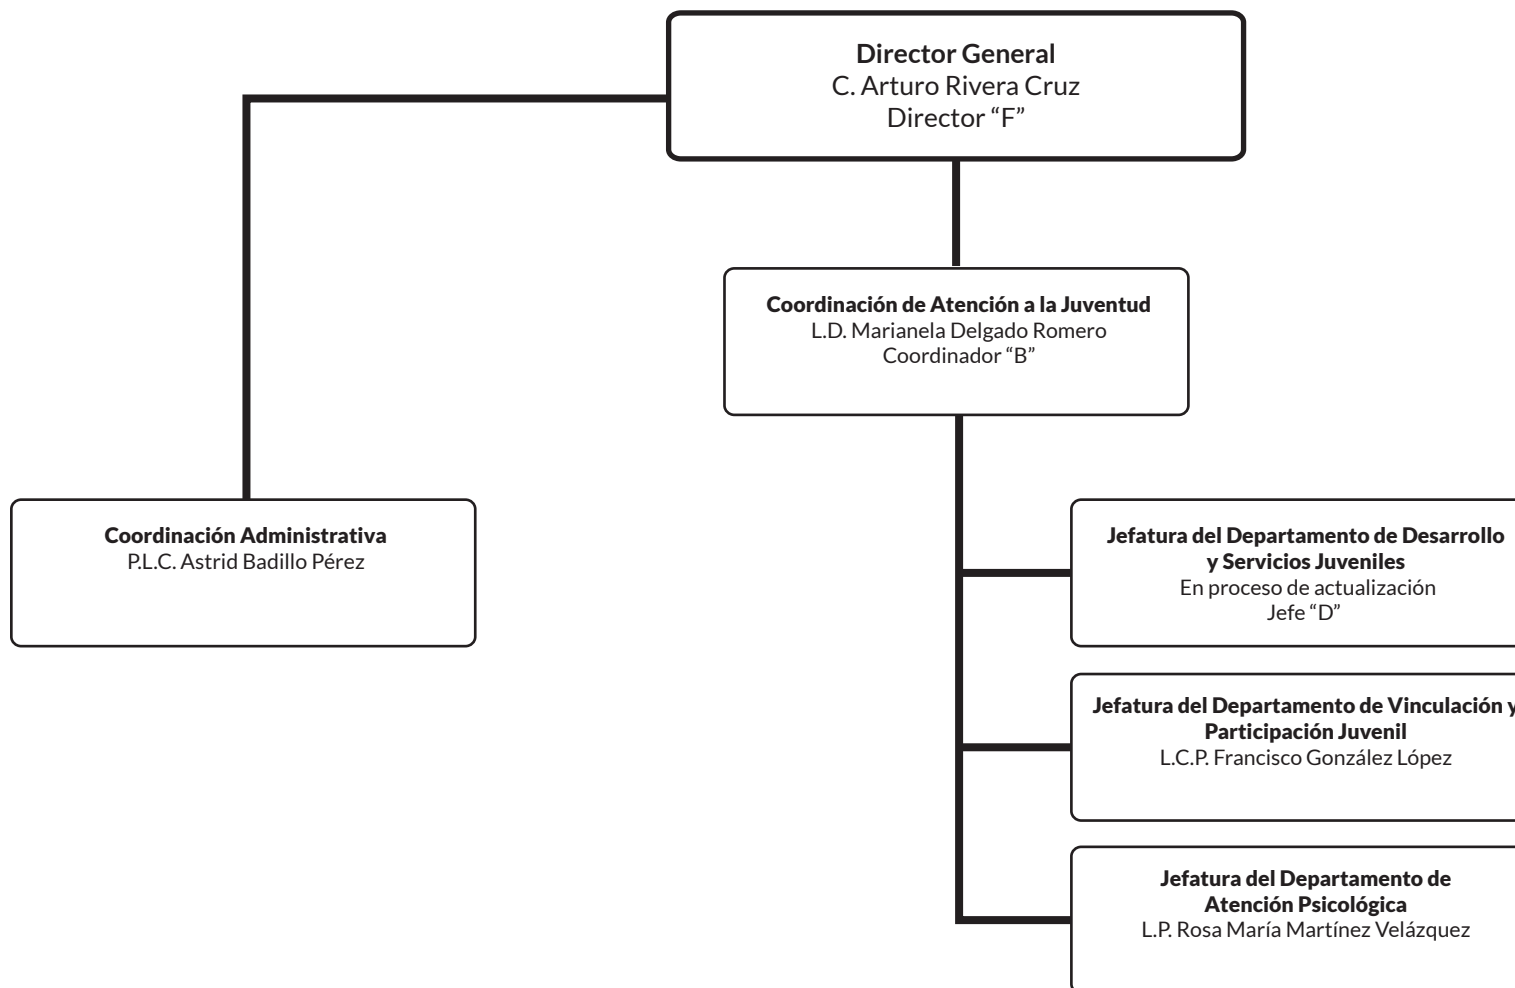 Director General
C. Arturo Rivera Cruz
Director “F”
Coordinación de Atención a la Juventud
L.D. Marianela Delgado Romero
Coordinador “B”
Coordinación Administrativa
P.L.C. Astrid Badillo Pérez
Jefatura del Departamento de Desarrollo
y Servicios Juveniles
En proceso de actualización
Jefe “D”
Jefatura del Departamento de Vinculación y
Participación Juvenil
L.C.P. Francisco González López
Jefatura del Departamento de
Atención Psicológica
L.P. Rosa María Martínez Velázquez